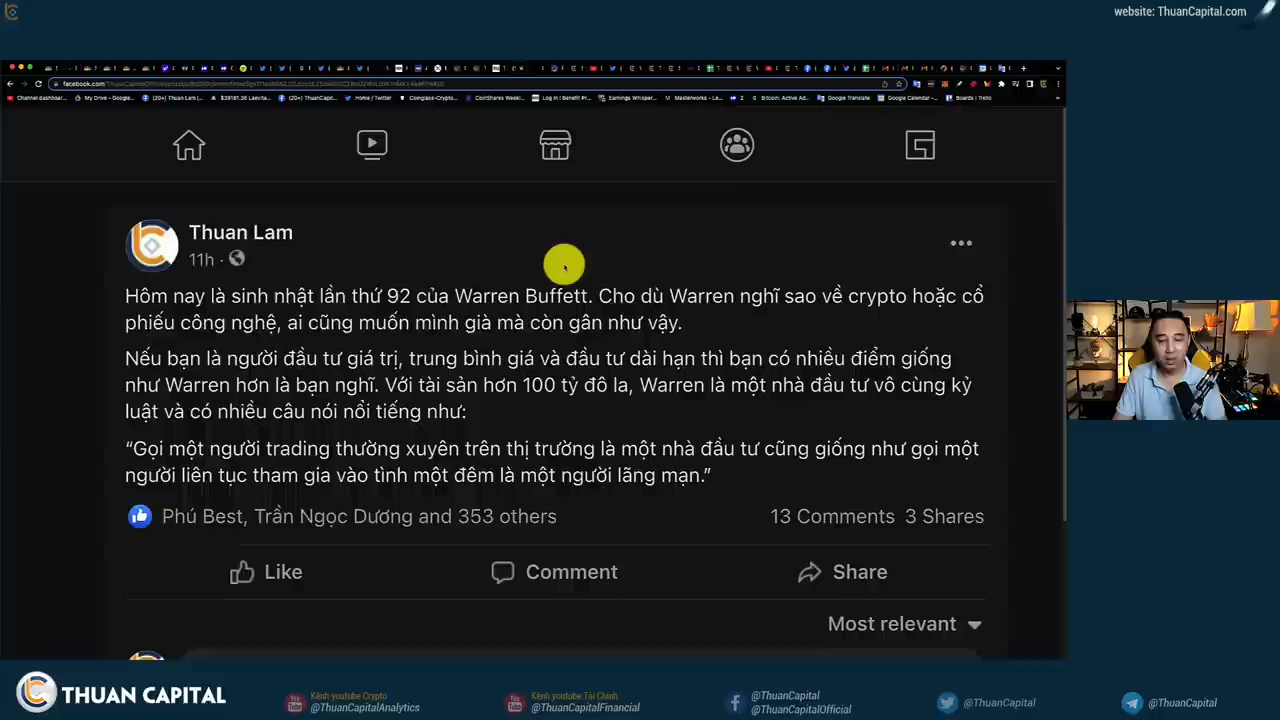 website: ThuanCapital.com
Thuan Lam
11h ·
Hôm nay là sinh nhật lần thứ 92 của Warren Buffett. Cho dù Warren nghĩ sao về crypto hoặc cổ
phiếu công nghệ, ai cũng muốn mình già mà còn gân như vậy.
Nếu bạn là người đầu tư giá trị, trung bình giá và đầu tư dài hạn thì bạn có nhiều điểm giống
như Warren hơn là bạn nghĩ. Với tài sản hơn 100 tỷ đô la, Warren là một nhà đầu tư vô cùng kỷ
luật và có nhiều câu nói nổi tiếng như:
“Gọi một người trading thường xuyên trên thị trường là một nhà đầu tư cũng giống như gọi một
người liên tục tham gia vào tình một đêm là một người lãng mạn.”
Phú Best, Trần Ngọc Dương and 353 others
13 Comments 3 Shares
Like Comment Share
Most relevant
THUAN CAPITAL
Kênh youtube Crypto
@ThuanCapitalAnalytics
Kênh youtube Tài Chính
@ThuanCapitalFinancial
@ThuanCapital
@ThuanCapitalOfficial
@ThuanCapital
@ThuanCapital